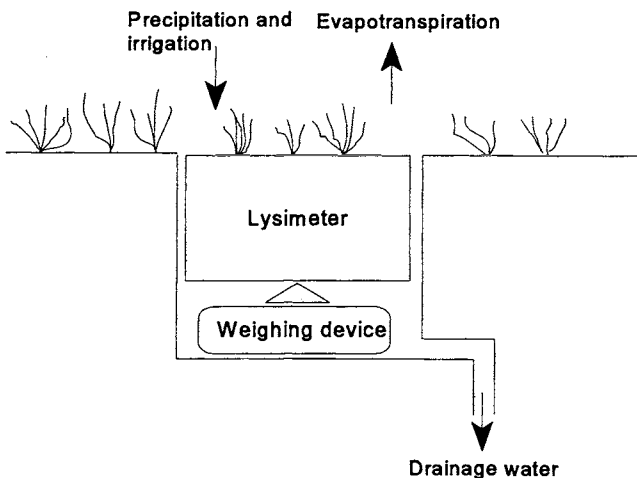 Precipitation and
irrigation
Evapotranspiration
Lysimeter
Weighing device
Drainage water